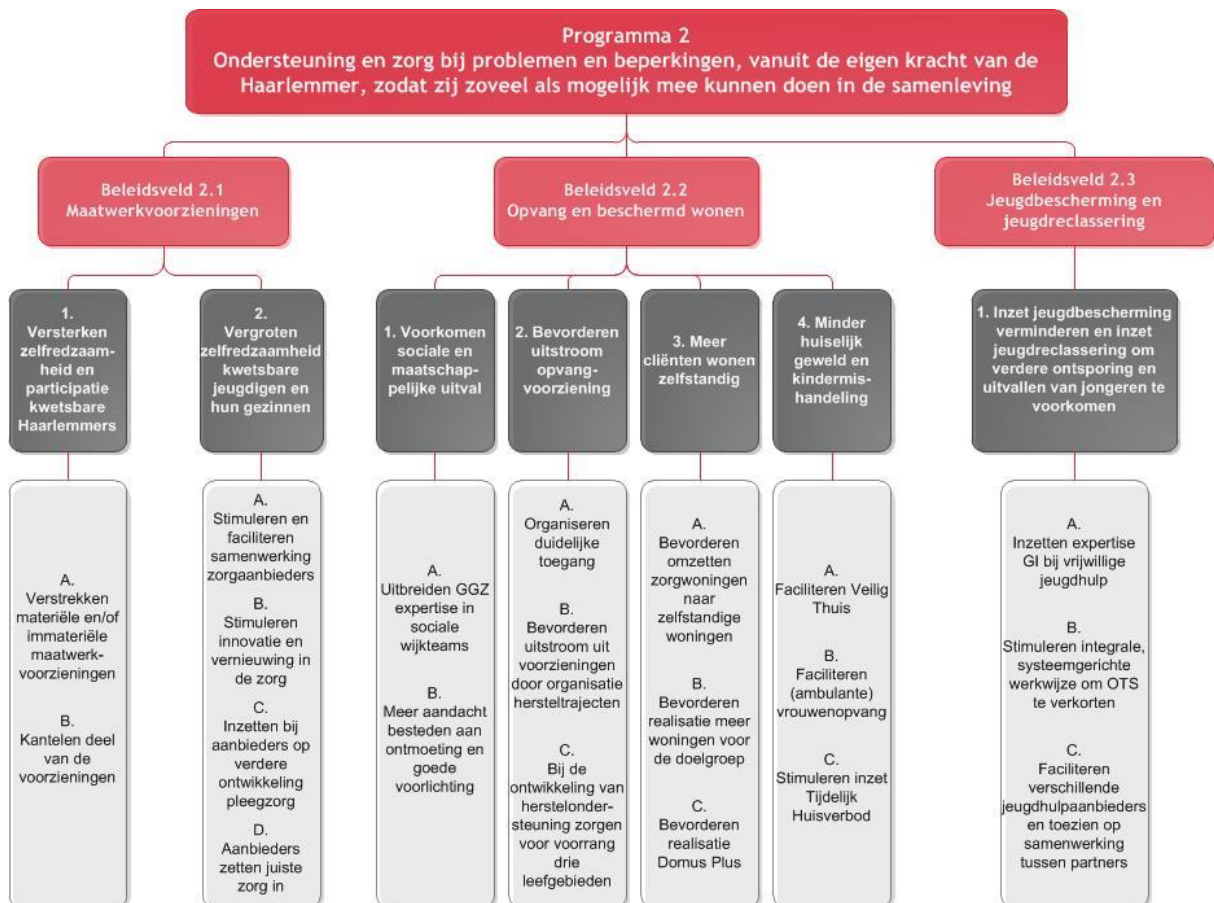 Programma 2
Ondersteuning en zorg bij problemen en beperkingen, vanuit de eigen kracht van de
Haarlemmer, zodat zij zoveel als mogelijk mee kunnen doen in de samenleving
Beleidsveld 2.1
Maatwerkvoorzieningen
Beleidsveld 2.2
Opvang en beschermd wonen
Beleidsveld 2.3
Jeugdbescherming en
jeugdreclassering
1.
Versterken
zelfredzaam-
heid en
participatie
kwetsbare
Haarlemmers
2.
Vergroten
zelfredzaamheid
kwetsbare
jeugdigen en
hun gezinnen
1. Voorkomen
sociale en
maatschap-
pelijke uitval
2. Bevorderen
uitstroom
opvang-
voorziening
3. Meer
cliënten wonen
zelfstandig
4. Minder
huiselijk
geweld en
kindermis-
handeling
1. Inzet jeugdbescherming
verminderen en inzet
jeugdreclassering om
verdere ontsporing en
uitvallen van jongeren te
voorkomen
A.
Verstrekken
materiële en/of
immateriële
maatwerk-
voorzieningen
B.
Kantelen deel
van de
voorzieningen
A.
Stimuleren en
faciliteren
samenwerking
zorgaanbieders
B.
Stimuleren
innovatie en
vernieuwing in
de zorg
C.
Inzetten bij
aanbieders op
verdere
ontwikkeling
pleegzorg
D.
Aanbieders
zetten juiste
zorg in
A.
Uitbreiden GGZ
expertise in
sociale
wijkteams
B.
Meer aandacht
besteden aan
ontmoeting en
goede
voorlichting
A.
Organiseren
duidelijke
toegang
B.
Bevorderen
uitstroom uit
voorzieningen
door organisatie
hersteltrajecten
C.
Bij de
ontwikkeling van
herstelonder-
steuning zorgen
voor voorrang
drie
leefgebieden
A.
Bevorderen
omzetten
zorgwoningen
naar
zelfstandige
woningen
B.
Bevorderen
realisatie meer
woningen voor
de doelgroep
C.
Bevorderen
realisatie
Domus Plus
A.
Faciliteren Veilig
Thuis
B.
Faciliteren
(ambulante)
vrouwenopvang
C.
Stimuleren inzet
Tijdelijk
Huisverbod
A.
Inzetten expertise
GI bij vrijwillige
jeugdhulp
B.
Stimuleren integrale,
systeemgerichte
werkwijze om OTS
te verkorten
C.
Faciliteren
verschillende
jeugdhulpaanbieders
en toezien op
samenwerking
tussen partners